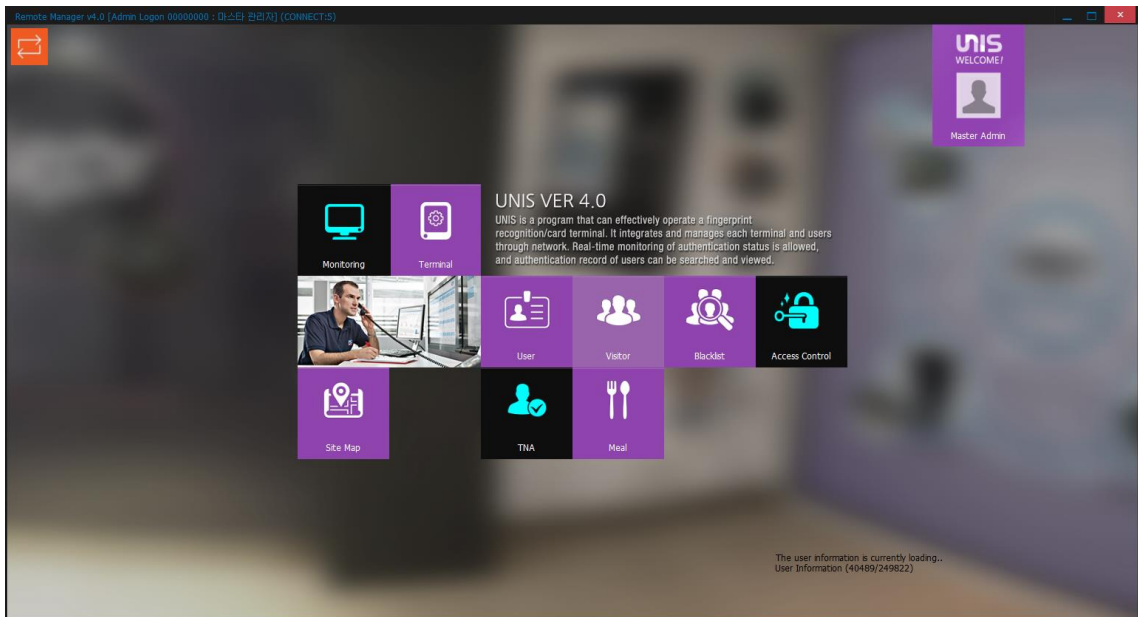 Remote Manager v4.0 [Admin Logon 00000000 : 마스타 관리자] (CONNECT:5)
UNIS
WELCOME!
Master Admin
Monitoring
Terminal
UNIS VER 4.0
UNIS is a program that can effectively operate a fingerprint
recognition/card terminal. It integrates and manages each terminal and users
through network. Real-time monitoring of authentication status is allowed,
and authentication record of users can be searched and viewed.
User
Visitor
Blacklist
Access Control
Site Map
TNA
Meal
The user information is currently loading..
User Information (40489/249822)